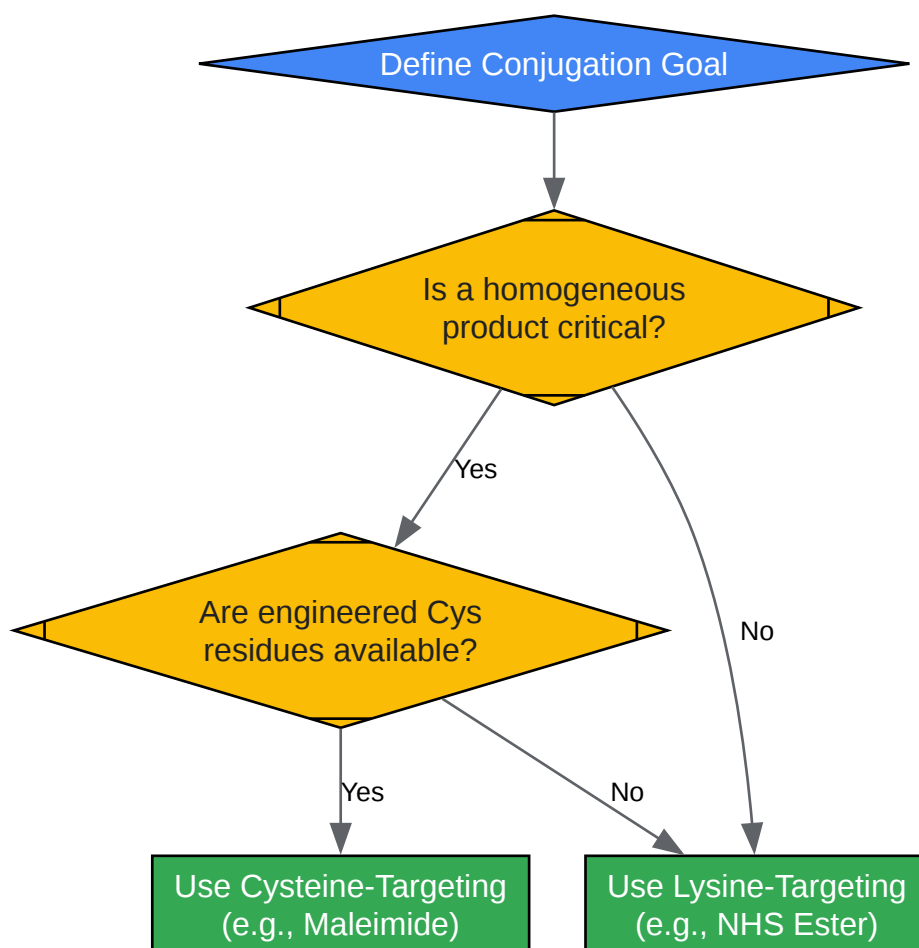 Define Conjugation Goal
Is a homogeneous
product critical?
Yes
Are engineered Cys
residues available?
No
Yes
No
Use Cysteine-Targeting
(e.g., Maleimide)
Use Lysine-Targeting
(e.g., NHS Ester)